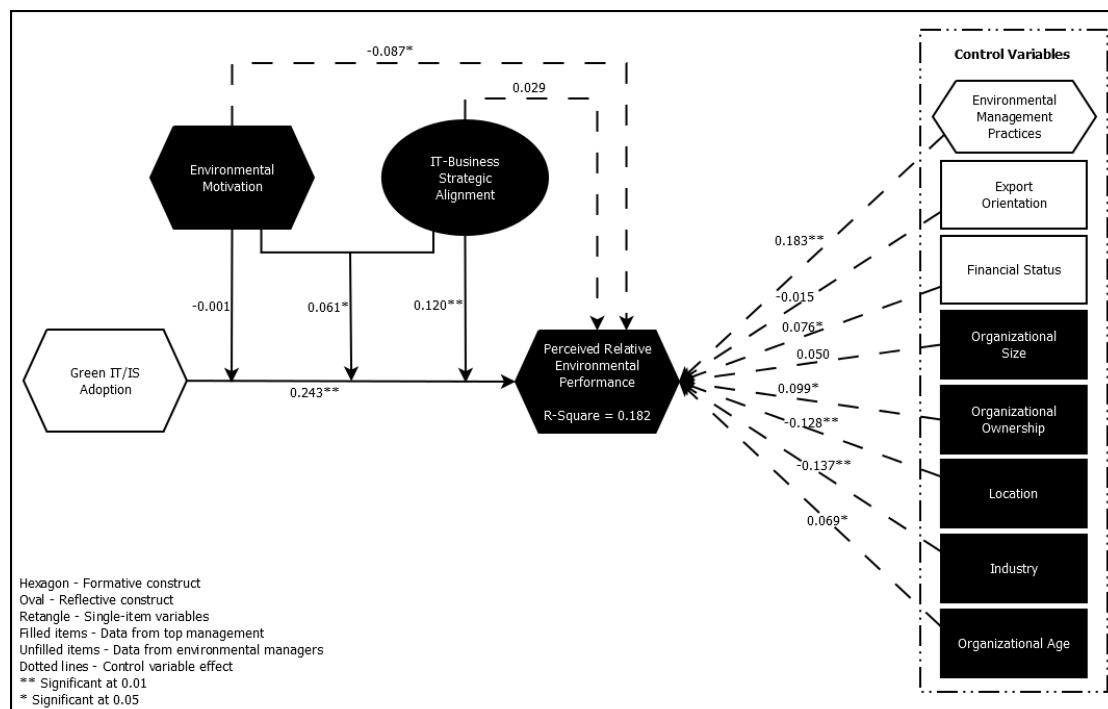 -0.087*
0.029
Control Variables
Environmental
Management
Practices
Environmental
Motivation
IT-Business
Strategic
Alignment
Export
Orientation
0.183**
Financial Status
-0.015
-0.001
0.061*
0.120**
0.076*
Organizational
Size
0.050
Green IT/IS
Adoption
0.243**
Perceived Relative
Environmental
Performance
R-Square = 0.182
0.099*
Organizational
Ownership
-0.128**
Location
-0.137**
0.069*
Industry
Organizational Age
Hexagon - Formative construct
Oval - Reflective construct
Retangle - Single-item variables
Filled items - Data from top management
Unfilled items - Data from environmental managers
Dotted lines - Control variable effect
** Significant at 0.01
* Significant at 0.05